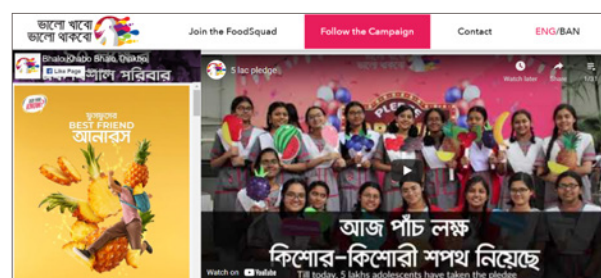 ভালো খাবো
ভালো থাকবো
Join the FoodSquad
Follow the Campaign
Contact
ENG/BAN
Bhalo Khabo Bhalo Thakbo
Like Page
শীল পরিবার
BEST FRIEND
আনারস
5 lac pledge
Watch later
Share
1/31
PLEDGE
আজ পাঁচ লক্ষ
কিশোর-কিশোরী শপথ নিয়েছে
Watch on YouTube
Till today, 5 lakhs adolescents have taken the pledge